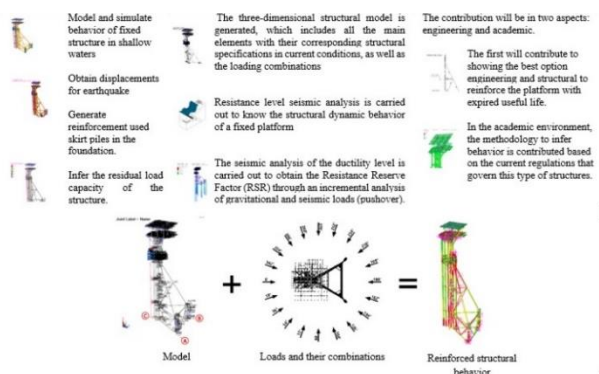 Model and simulate
behavior of fixed
structure in shallow
waters
Obtain displacements
for earthquake
Generate
reinforcement used
skirt piles in the
foundation.
Infer the residual load
capacity of the
structure.
The three-dimensional structural model is
generated, which includes all the main
elements with their corresponding structural
specifications in current conditions, as well as
the loading combinations
Resistance level seismic analysis is carried
out to know the structural dynamic behavior
of a fixed platform
The seismic analysis of the ductility level is
carried out to obtain the Resistance Reserve
Factor (RSR) through an incremental analysis
of gravitational and seismic loads (pushover).
The contribution will be in two aspects:
engineering and academic.
The first will contribute to
showing the best option
engineering and structural to
reinforce the platform with
expired useful life.
In the academic environment,
the methodology to infer
behavior is contributed based
on the current regulations that
govern this type of structures.
+
=
Model
Loads and their combinations
Reinforced structural
behavior